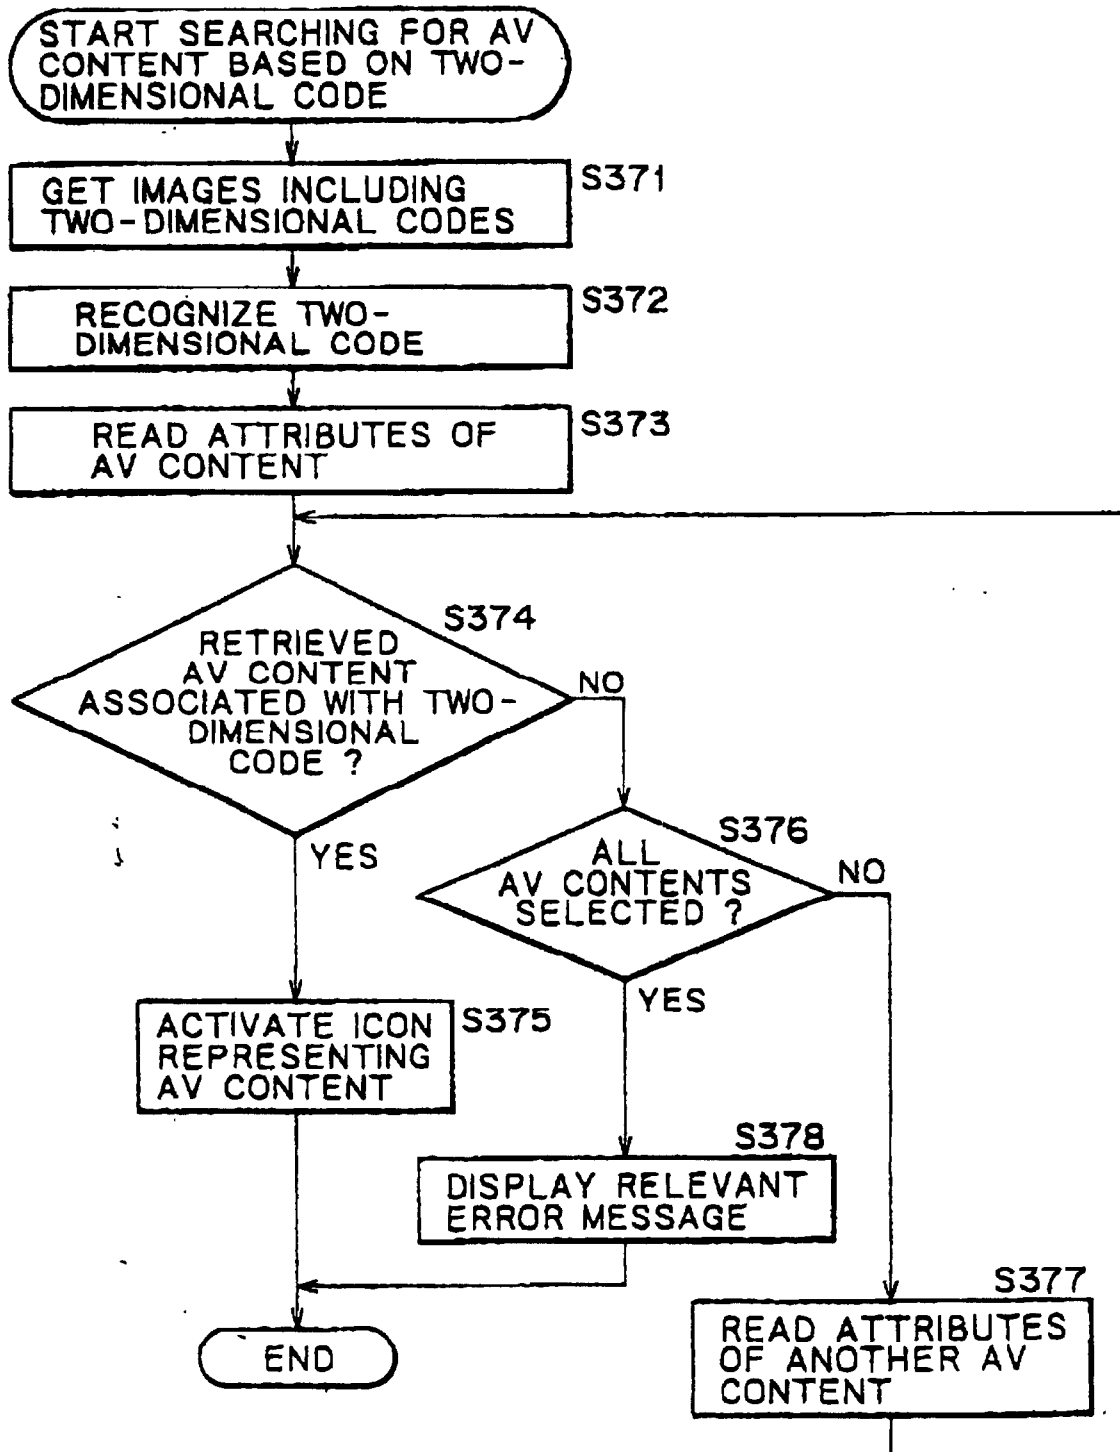 START SEARCHING FOR AV
CONTENT BASED ON TWO-
DIMENSIONAL CODE
S371
GET IMAGES INCLUDING
TWO-DIMENSIONAL CODES
S372
RECOGNIZE TWO-
DIMENSIONAL CODE
S373
READ ATTRIBUTES OF
AV CONTENT
S374
RETRIEVED
AV CONTENT
ASSOCIATED WITH TWO-
DIMENSIONAL
CODE ?
NO
YES
S376
ALL
AV CONTENTS
SELECTED ?
NO
YES
S375
ACTIVATE ICON
REPRESENTING
AV CONTENT
S378
DISPLAY RELEVANT
ERROR MESSAGE
S377
READ ATTRIBUTES
OF ANOTHER AV
CONTENT
END